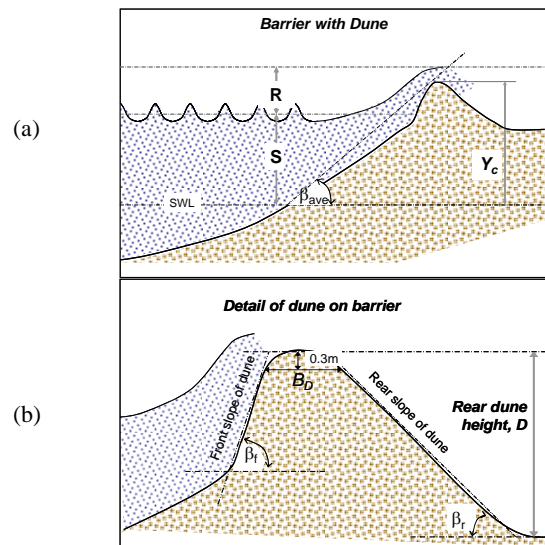 (a)
Barrier with Dune
R
S
Y_c
SWL
β_ave
(b)
Detail of dune on barrier
0.3m
B_D
Front slope of dune
Rear slope of dune
Rear dune
height, D
β_f
β_r